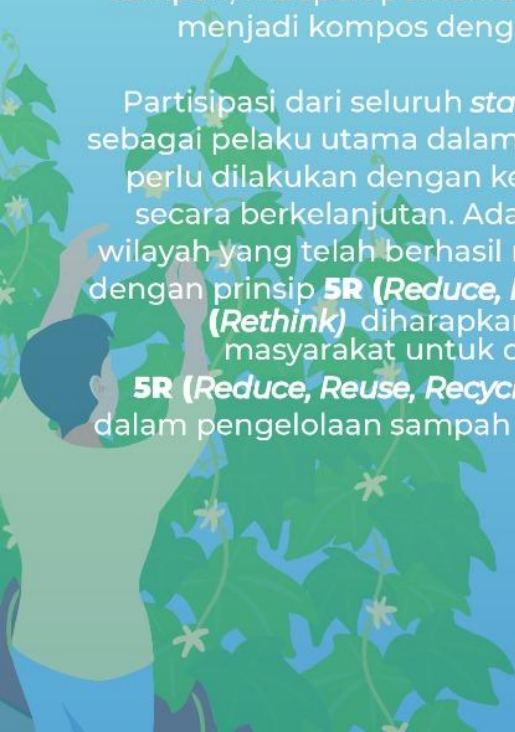 menjadi kompos deng
Partisipasi dari seluruh sta
sebagai pelaku utama dalam
perlu dilakukan dengan ke
secara berkelanjutan. Ada
wilayah yang telah berhasil
dengan prinsip 5R (Reduce,
(Rethink) diharapka
masyarakat untuk
5R (Reduce, Reuse, Recyc
dalam pengelolaan sampah